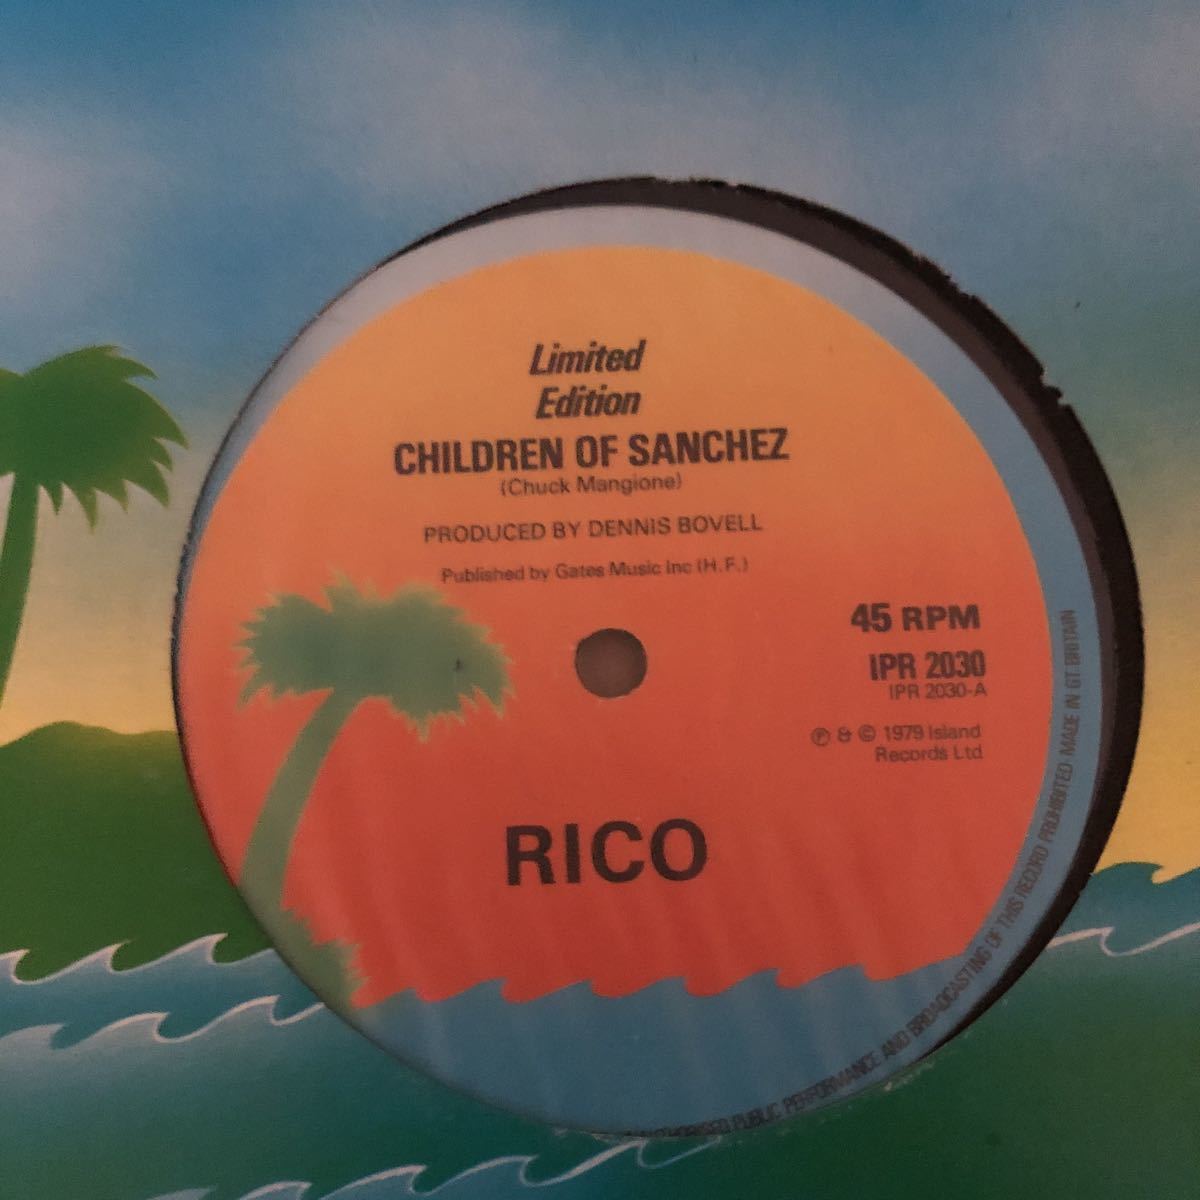 Limited
Edition
CHILDREN OF SANCHEZ
(Chuck Mangione)
PRODUCED BY DENNIS BOVELL
Published by Gates Music Inc (H.F.)
45 RPM
IPR 2030
IPR 2030-A
℗ & © 1979 Island
Records Ltd
RICO
PUBLIC PERFORMANCE AND BROADCASTING OF THIS RECORD PROHIBITED· MADE IN GT. BRITAIN